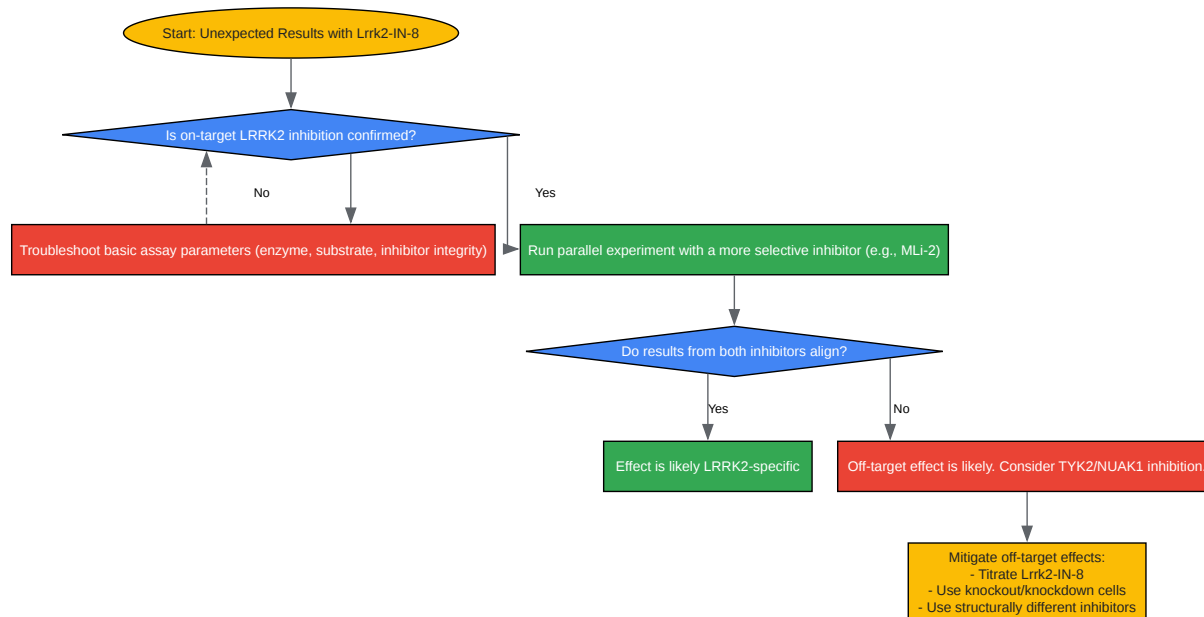 Start: Unexpected Results with Lrrk2-IN-8
Is on-target LRRK2 inhibition confirmed?
No
Yes
Troubleshoot basic assay parameters (enzyme, substrate, inhibitor integrity)
Run parallel experiment with a more selective inhibitor (e.g., MLi-2)
Do results from both inhibitors align?
Yes
No
Effect is likely LRRK2-specific
Off-target effect is likely. Consider TYK2/NUAK1 inhibition.
Mitigate off-target effects:
- Titrate Lrrk2-IN-8
- Use knockout/knockdown cells
- Use structurally different inhibitors